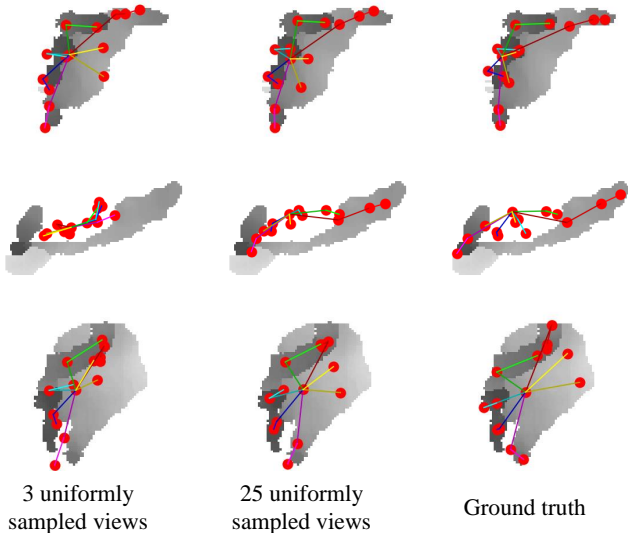 3 uniformly
sampled views
25 uniformly
sampled views
Ground truth